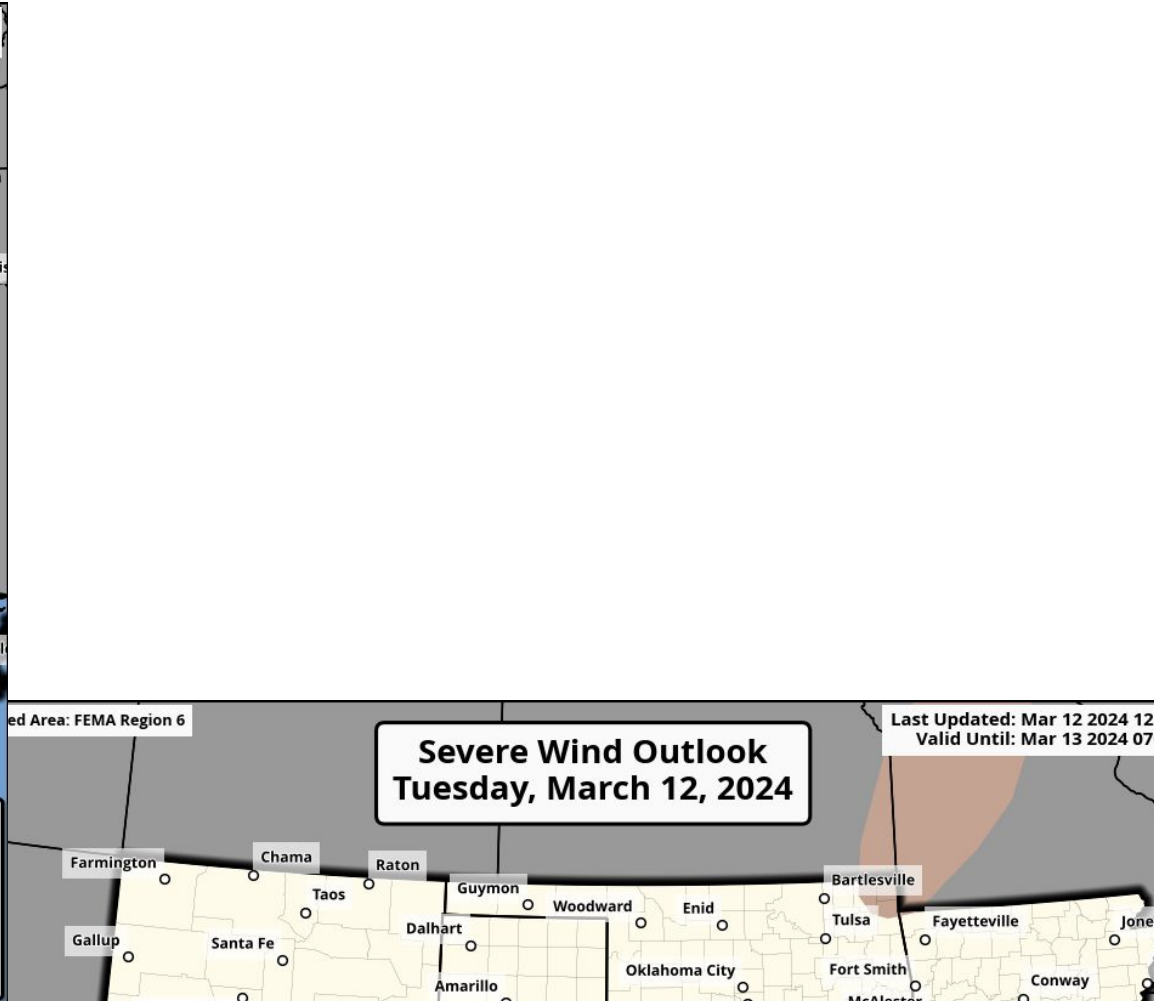 ed Area: FEMA Region 6
Severe Wind Outlook
Tuesday, March 12, 2024
Last Updated: Mar 12 2024 12
Valid Until: Mar 13 2024 07
Farmington
Chama
Raton
Taos
Guymon
Woodward
Enid
Bartlesville
Tulsa
Fayetteville
Jone
Gallup
Santa Fe
Dalhart
Amarillo
Oklahoma City
Fort Smith
Conway
McAlester